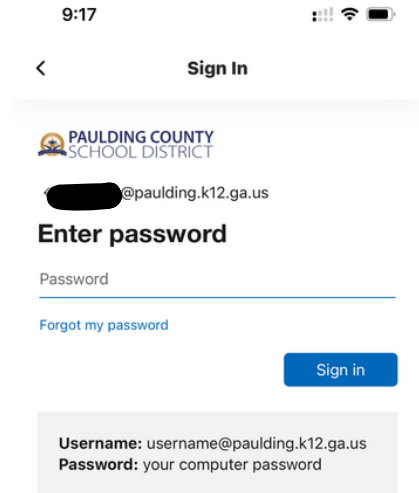 9:17
Sign In
PAULDING COUNTY
SCHOOL DISTRICT
@paulding.k12.ga.us
Enter password
Password
Forgot my password
Sign in
Username: username@paulding.k12.ga.us
Password: your computer password